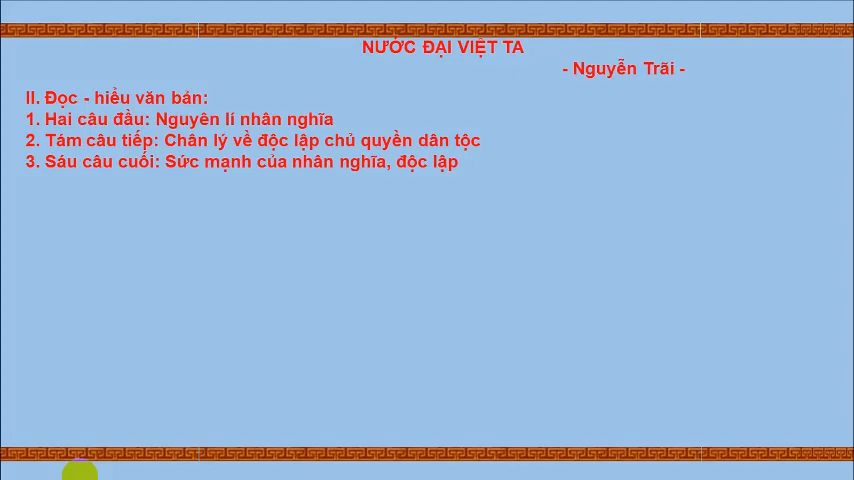 NƯỚC ĐẠI VIỆT TA
- Nguyễn Trãi -
II. Đọc - hiểu văn bản:
1. Hai câu đầu: Nguyên lí nhân nghĩa
2. Tám câu tiếp: Chân lý về độc lập chủ quyền dân tộc
3. Sáu câu cuối: Sức mạnh của nhân nghĩa, độc lập